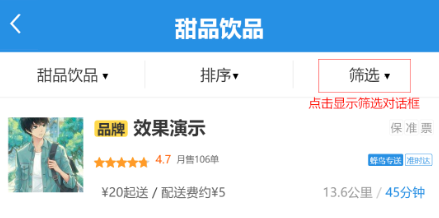 甜品饮品
甜品饮品 ▼ 排序▼ 筛选 ▼
点击显示筛选对话框
品牌 效果演示 保 准 票
4.7 月售106单 蜂鸟专送 准时达
¥20起送 / 配送费约¥5 13.6公里 / 45分钟